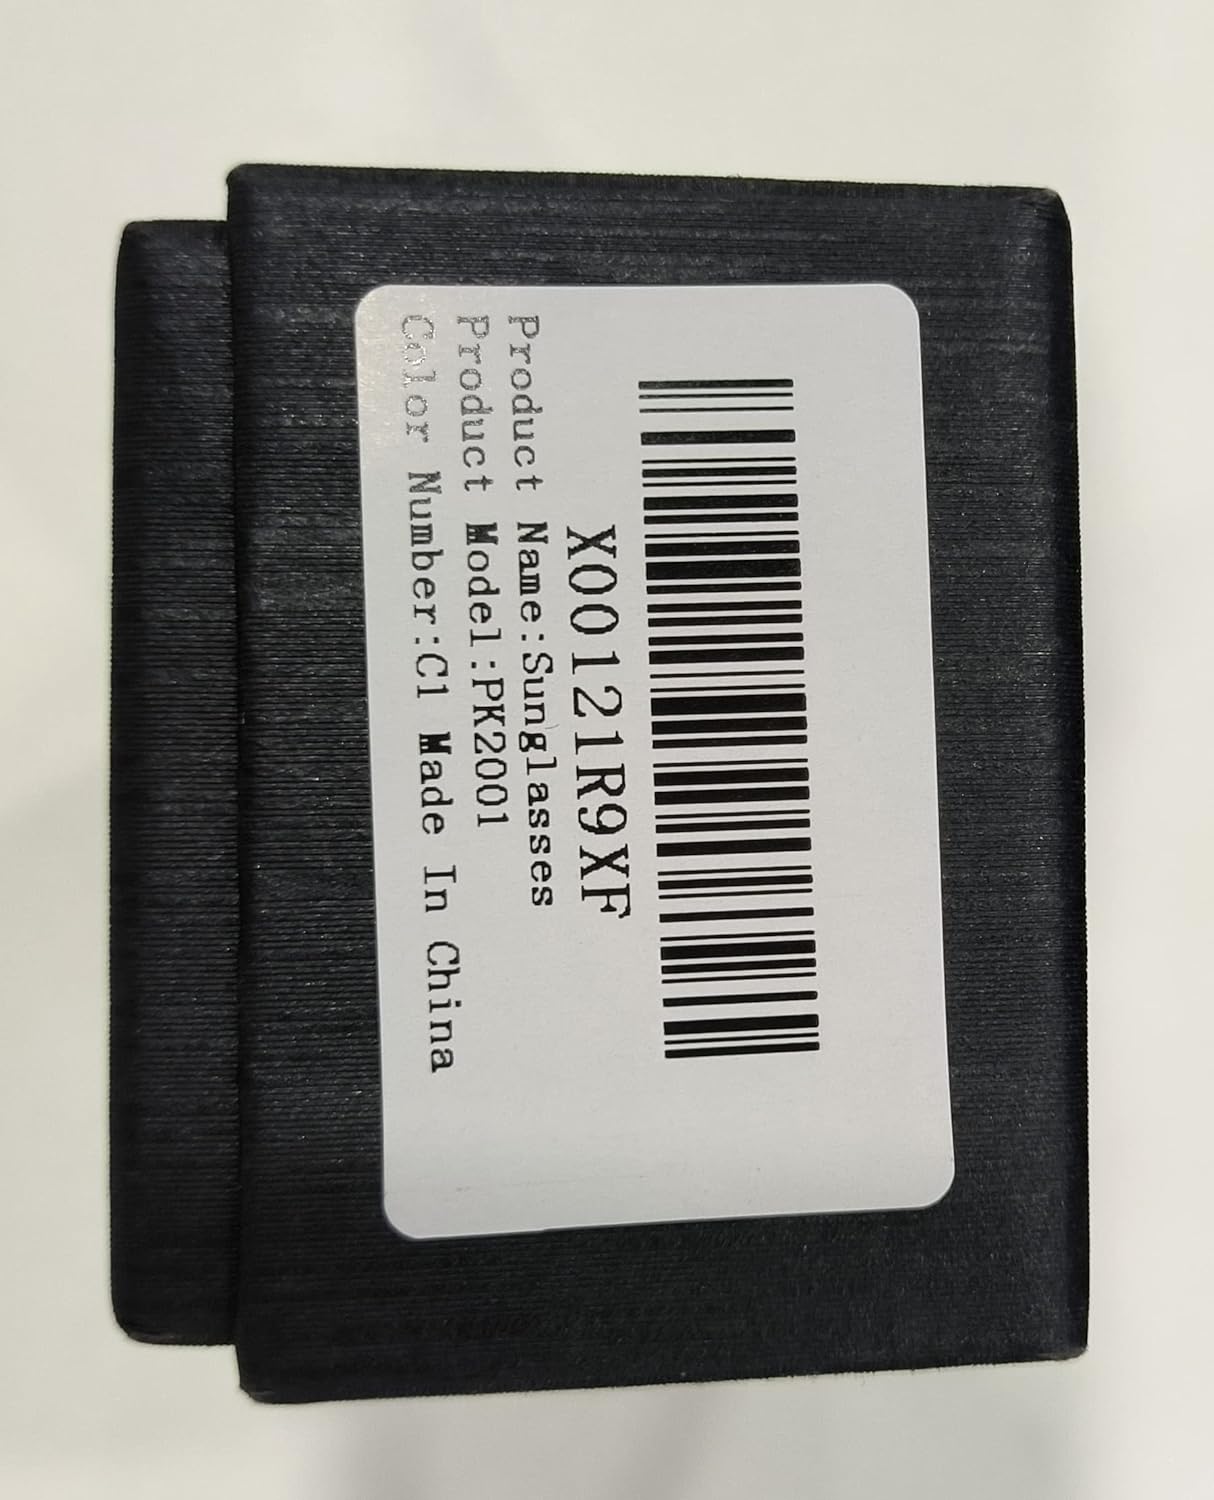 X00121R9XF
Product Name:Sunglasses
Product Model:PK2001
Color Number:C1 Made In China